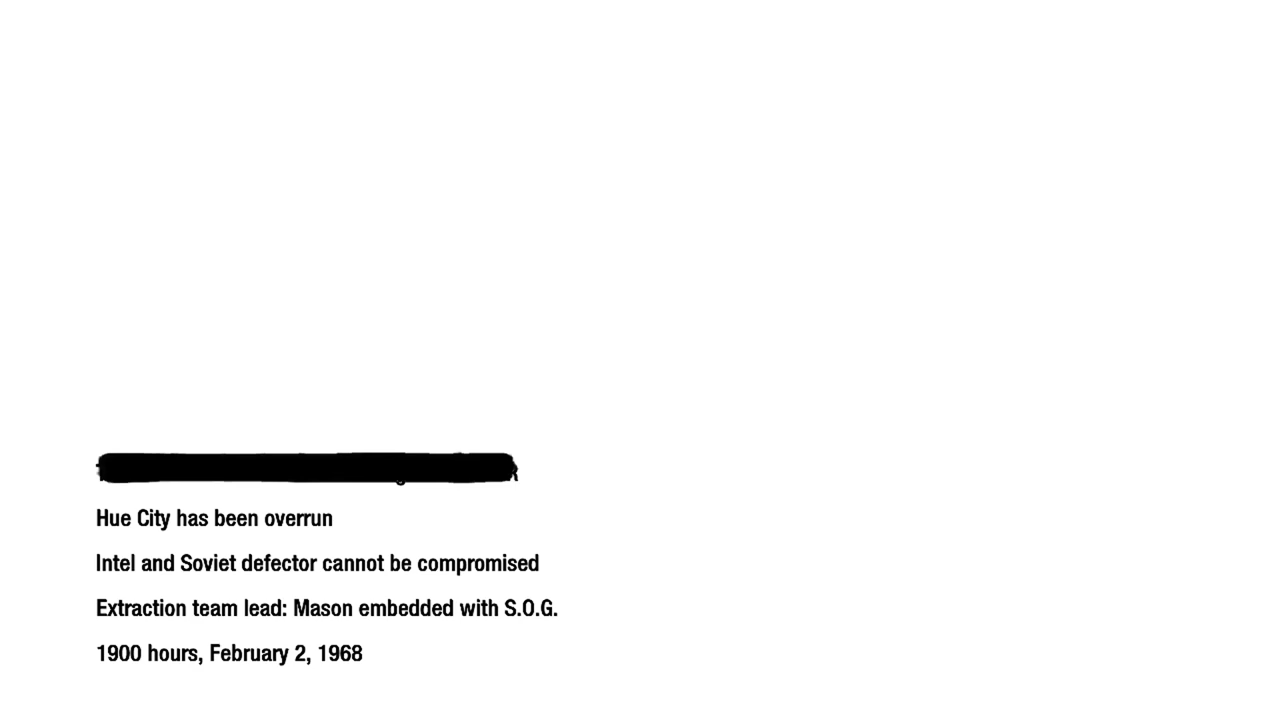 Hue City has been overrun
Intel and Soviet defector cannot be compromised
Extraction team lead: Mason embedded with S.O.G.
1900 hours, February 2, 1968